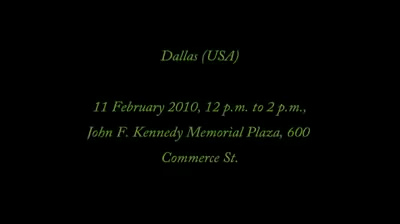 Dallas (USA)
11 February 2010, 12 p.m. to 2 p.m.,
John F. Kennedy Memorial Plaza, 600
Commerce St.